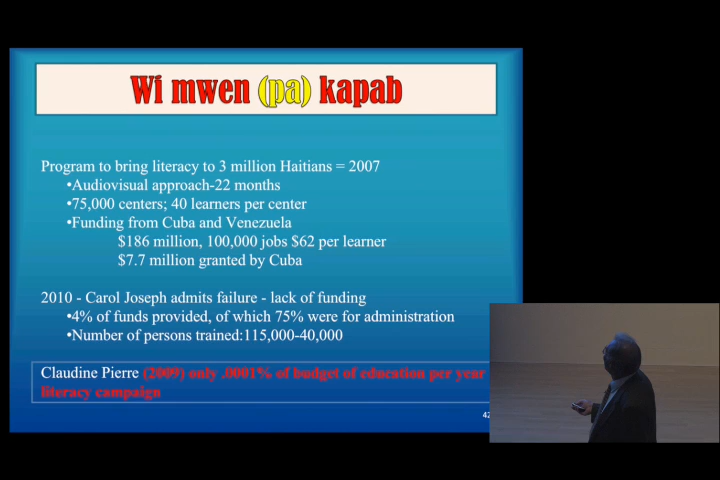 Wi mwen (pa) kapab
Program to bring literacy to 3 million Haitians = 2007
•Audiovisual approach-22 months
•75,000 centers; 40 learners per center
•Funding from Cuba and Venezuela
$186 million, 100,000 jobs $62 per learner
$7.7 million granted by Cuba
2010 - Carol Joseph admits failure - lack of funding
•4% of funds provided, of which 75% were for administration
•Number of persons trained:115,000-40,000
Claudine Pierre (2009) only .0001% of budget of education per year
literacy campaign
42